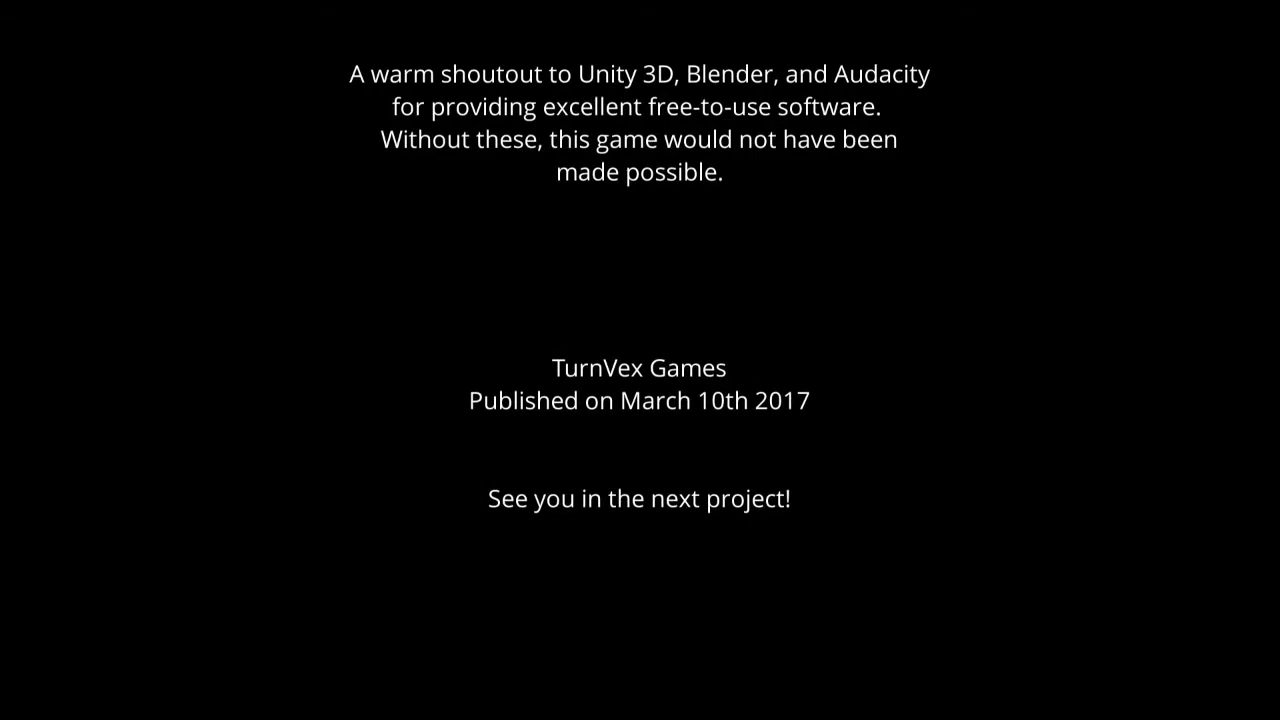 A warm shoutout to Unity 3D, Blender, and Audacity
for providing excellent free-to-use software.
Without these, this game would not have been
made possible.
TurnVex Games
Published on March 10th 2017
See you in the next project!